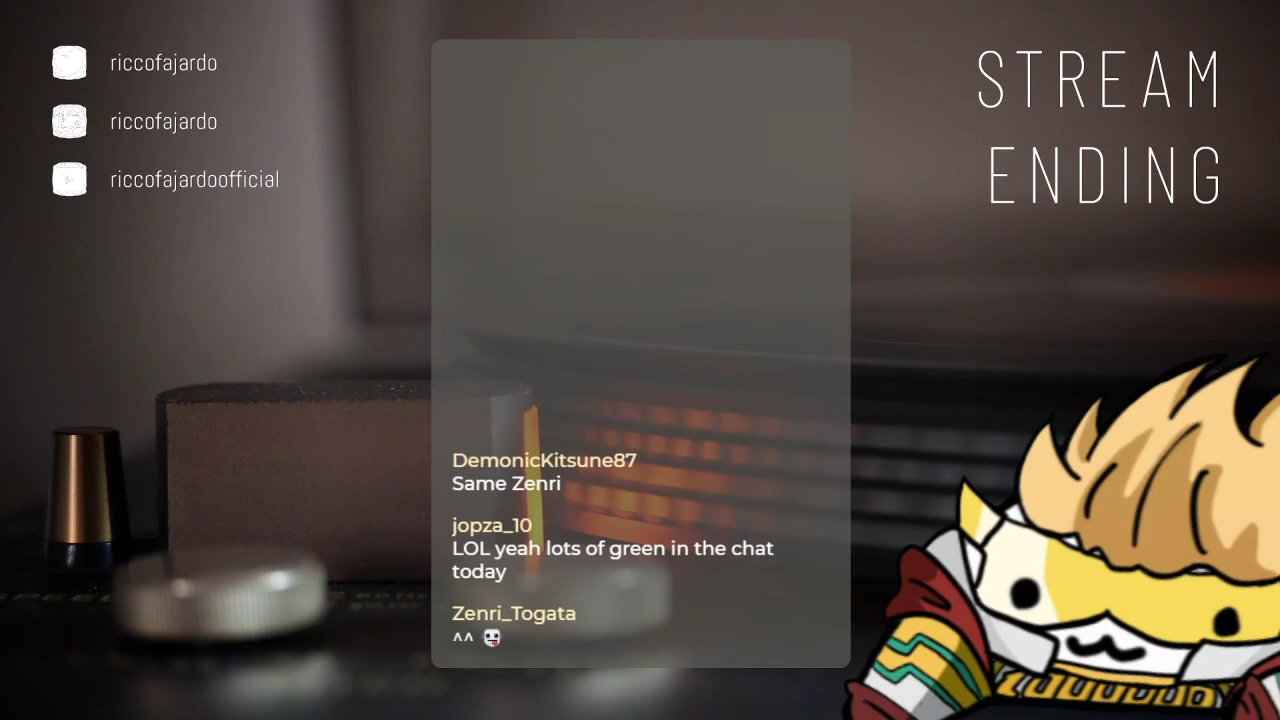 riccofajardo
riccofajardo
riccofajardoofficial
STREAM
ENDING
DemonicKitsune87
Same Zenri
jopza_10
LOL yeah lots of green in the chat
today
Zenri_Togata
^^ 👻